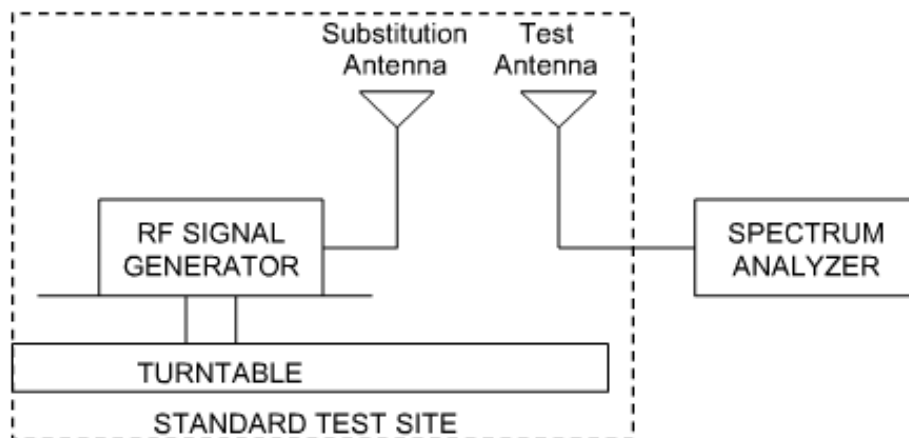 Substitution
Antenna
Test
Antenna
RF SIGNAL
GENERATOR
SPECTRUM
ANALYZER
TURNTABLE
STANDARD TEST SITE